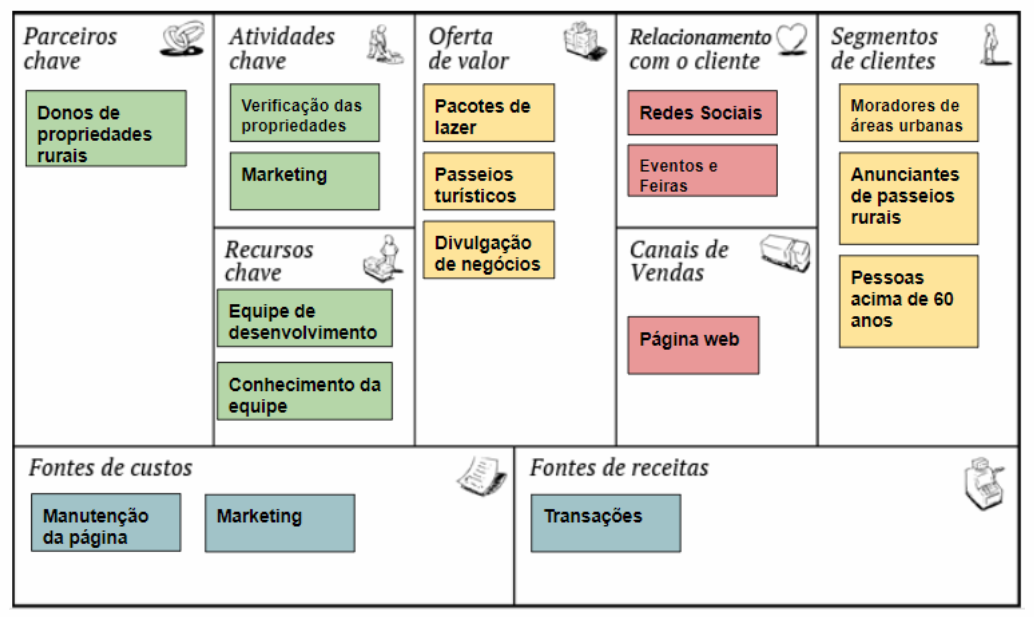 Parceiros
chave
Donos de
propriedades
rurais
Atividades
chave
Verificação das
propriedades
Marketing
Recursos
chave
Equipe de
desenvolvimento
Conhecimento da
equipe
Oferta
de valor
Pacotes de
lazer
Passeios
turísticos
Divulgação
de negócios
Relacionamento
com o cliente
Redes Sociais
Eventos e
Feiras
Canais de
Vendas
Página web
Segmentos
de clientes
Moradores de
áreas urbanas
Anunciantes
de passeios
rurais
Pessoas
acima de 60
anos
Fontes de custos
Manutenção
da página
Marketing
Fontes de receitas
Transações